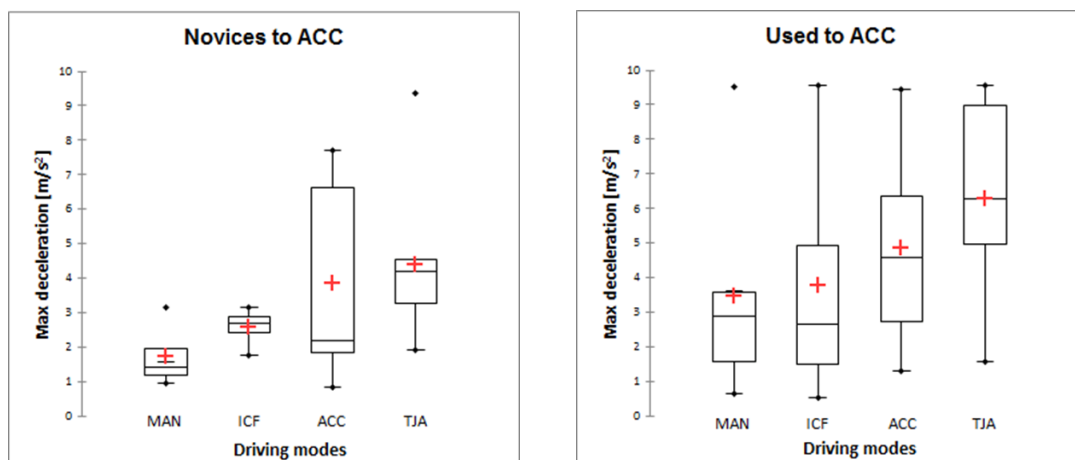 Novices to ACC
Max deceleration [m/s²]
10
9
8
7
6
5
4
3
2
1
0
MAN ICF ACC TJA
Driving modes
Used to ACC
Max deceleration [m/s²]
10
9
8
7
6
5
4
3
2
1
0
MAN ICF ACC TJA
Driving modes